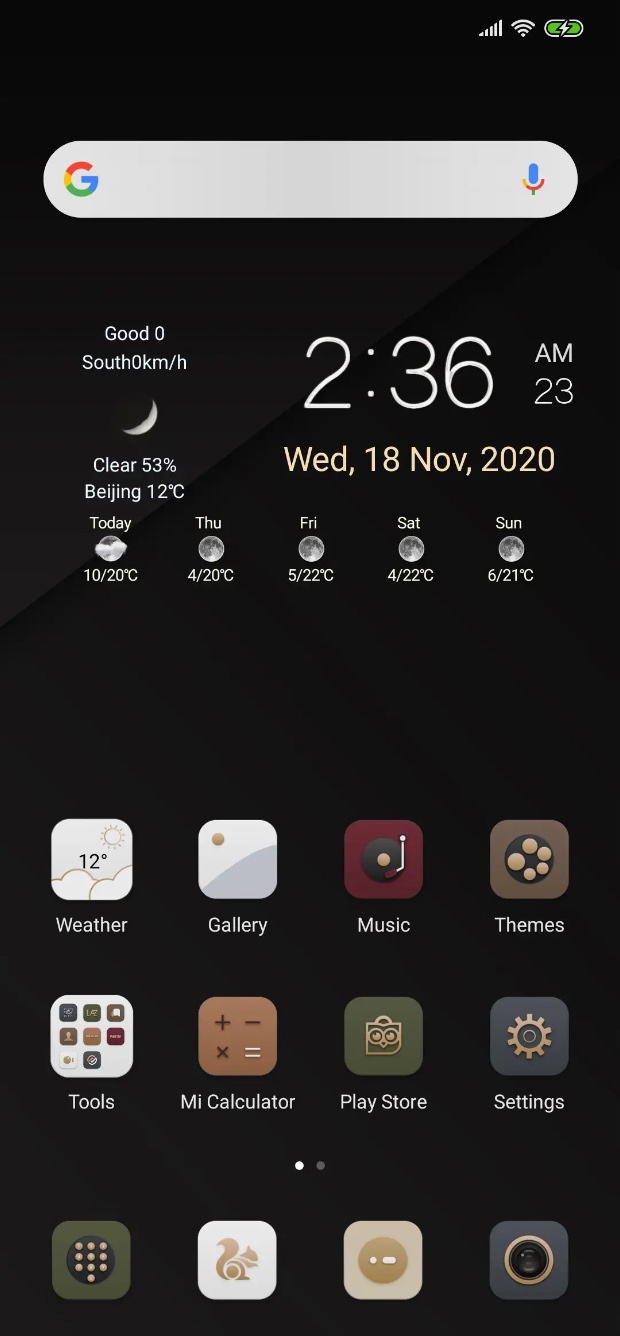 Good 0
South0km/h
2:36
AM
23
Clear 53%
Beijing 12℃
Wed, 18 Nov, 2020
Today Thu Fri Sat Sun
10/20℃ 4/20℃ 5/22℃ 4/22℃ 6/21℃
12°
Weather Gallery Music Themes
Tools Mi Calculator Play Store Settings